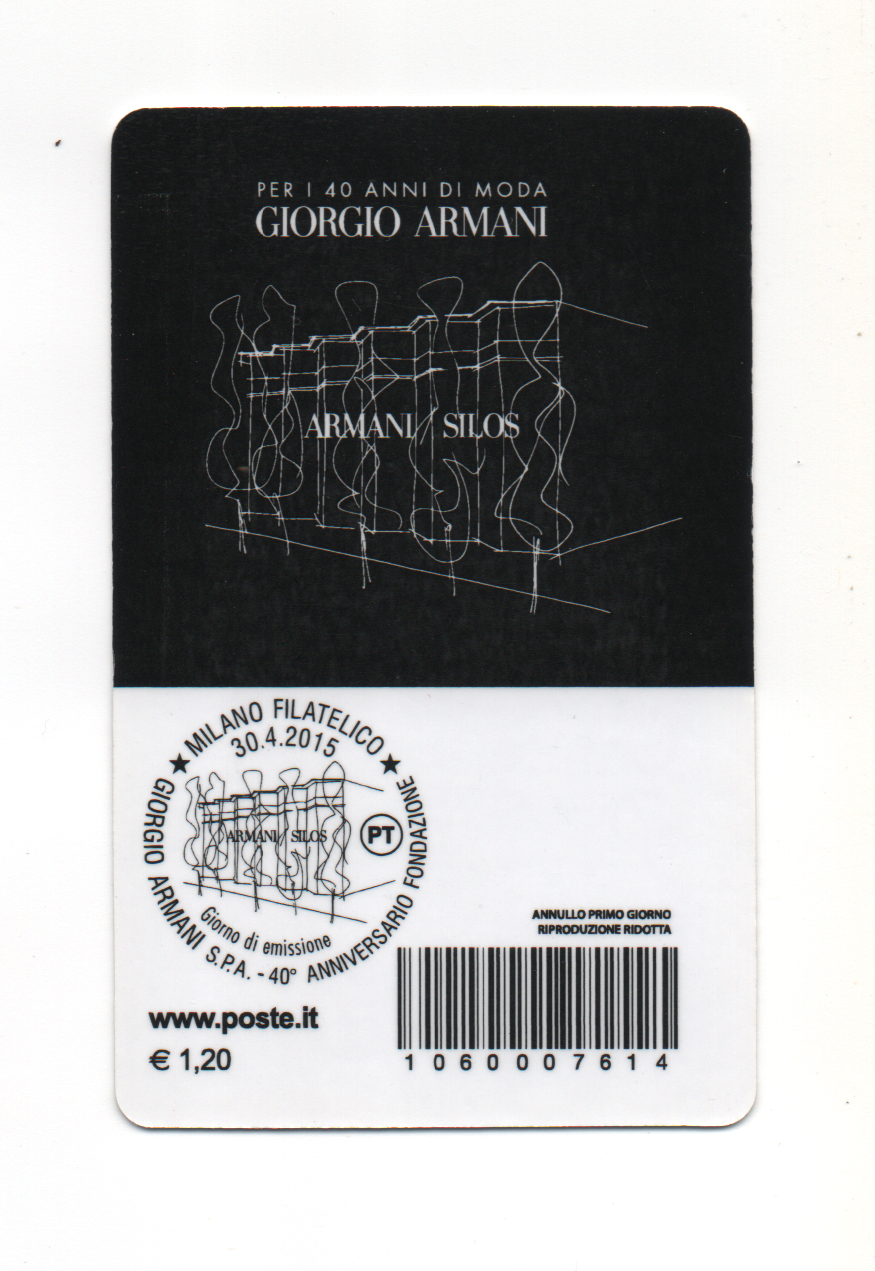 PER I 40 ANNI DI MODA
GIORGIO ARMANI
ARMANI / SILOS
MILANO FILATELICO
30.4.2015
ARMANI / SILOS
PT
Giorno di emissione
GIORGIO ARMANI S.P.A. - 40° ANNIVERSARIO FONDAZIONE
ANNULLO PRIMO GIORNO
RIPRODUZIONE RIDOTTA
www.poste.it
€ 1,20
1060007614